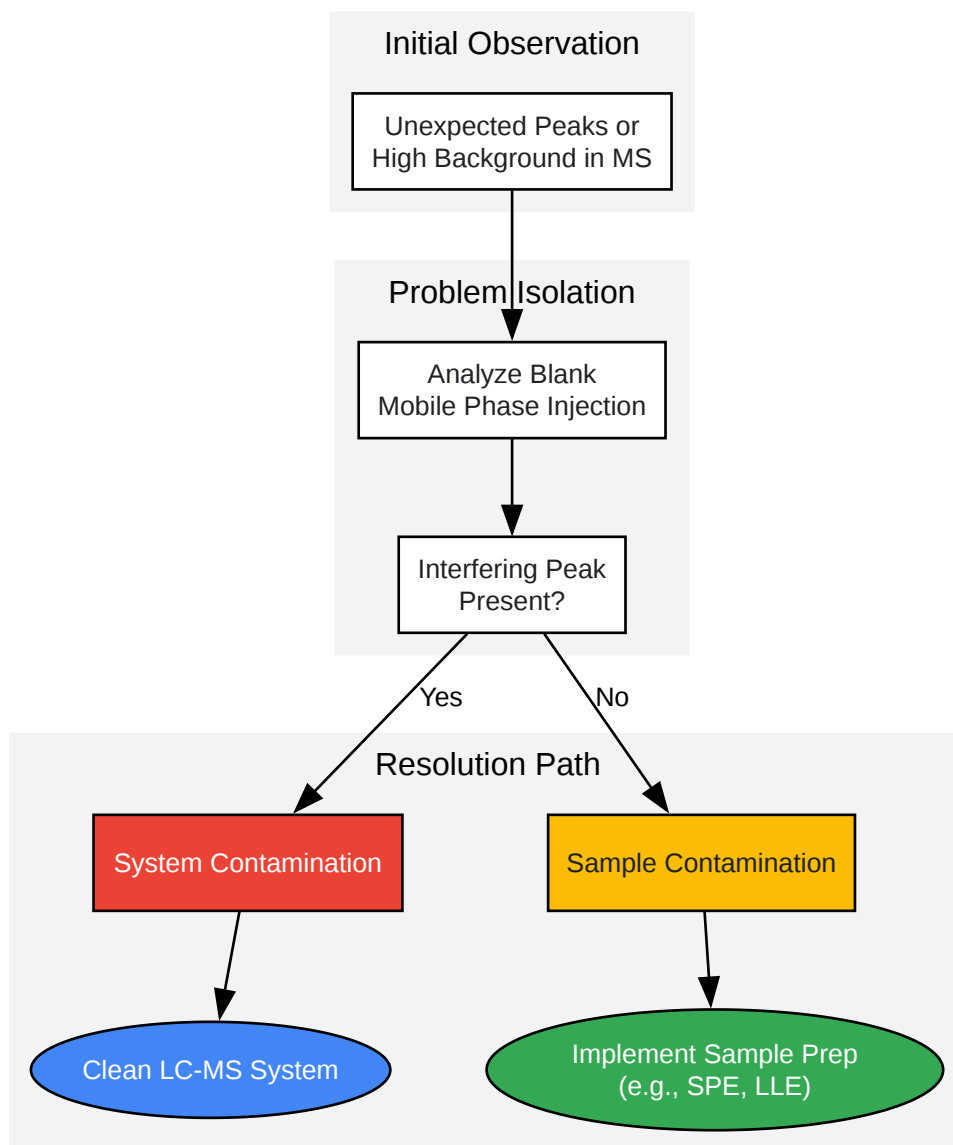 Initial Observation
Unexpected Peaks or
High Background in MS
Problem Isolation
Analyze Blank
Mobile Phase Injection
Interfering Peak
Present?
Yes
No
Resolution Path
System Contamination
Sample Contamination
Clean LC-MS System
Implement Sample Prep
(e.g., SPE, LLE)